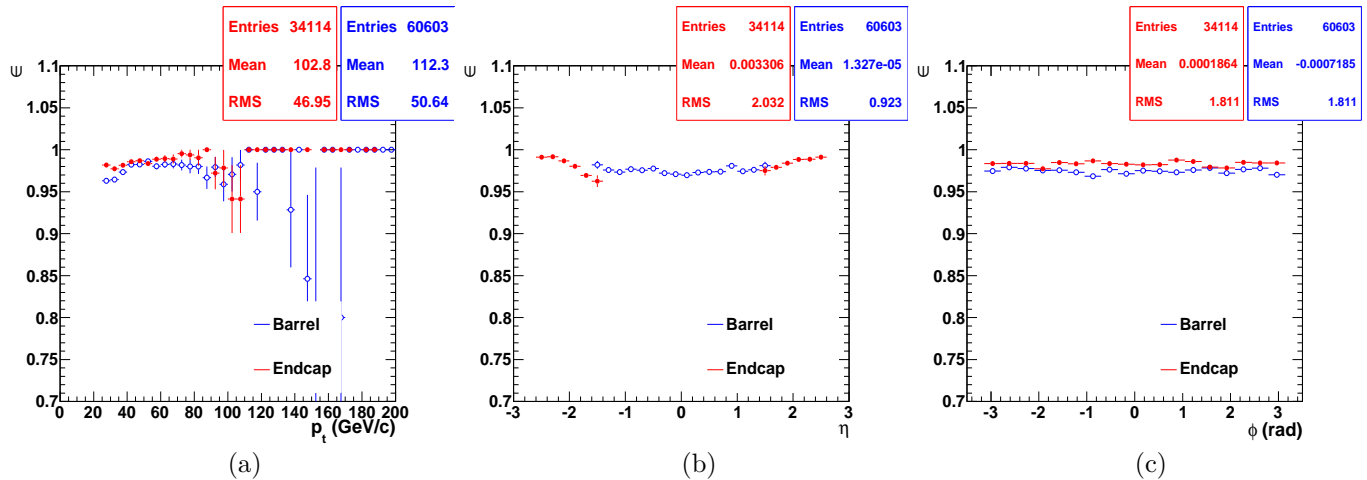 Entries 34114
Mean 102.8
RMS 46.95
Entries 60603
Mean 112.3
RMS 50.64
∈
1.1
1.05
1
0.95
0.9
0.85
0.8
0.75
0.7
Barrel
Endcap
0 20 40 60 80 100 120 140 160 180 200
p_t (GeV/c)
(a)
Entries 34114
Mean 0.003306
RMS 2.032
Entries 60603
Mean 1.327e-05
RMS 0.923
∈
1.1
1.05
1
0.95
0.9
0.85
0.8
0.75
0.7
Barrel
Endcap
-3 -2 -1 0 1 2 3
η
(b)
Entries 34114
Mean 0.0001864
RMS 1.811
Entries 60603
Mean -0.0007185
RMS 1.811
∈
1.1
1.05
1
0.95
0.9
0.85
0.8
0.75
0.7
Barrel
Endcap
-3 -2 -1 0 1 2 3
ϕ (rad)
(c)